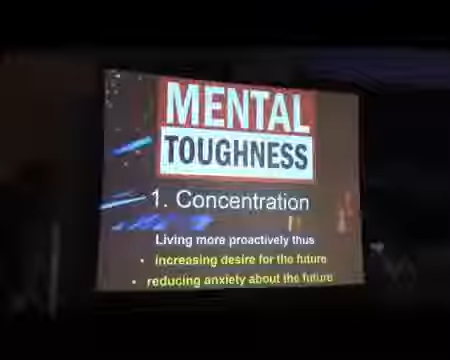 MENTAL
TOUGHNESS
1. Concentration
Living more proactively thus
• increasing desire for the future
• reducing anxiety about the future